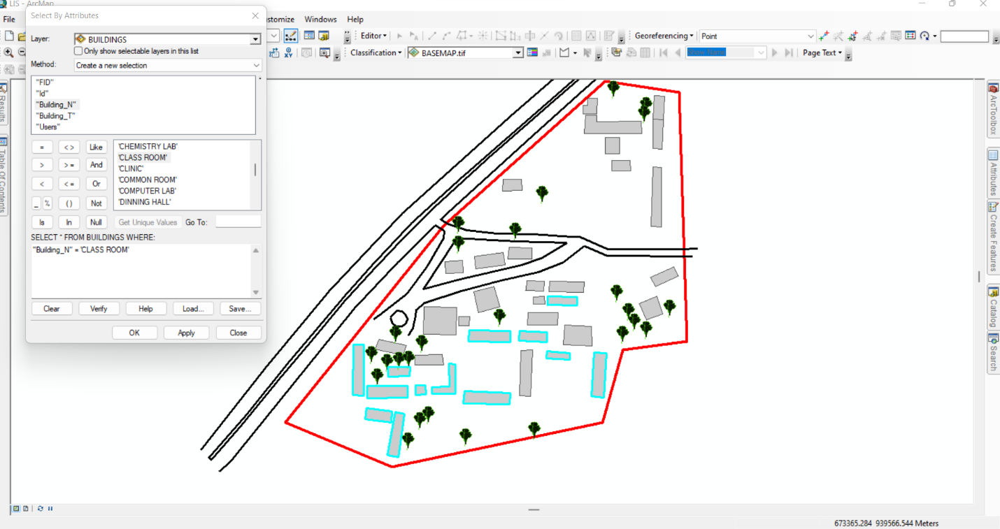 LIS - ArcMap
File
Customize Windows Help
Select By Attributes
Layer: BUILDINGS
Only show selectable layers in this list
Method: Create a new selection
"FID"
"Id"
"Building_N"
"Building_T"
"Users"
= < > Like
> > = And
< < = Or
_ % ( ) Not
Is In Null
'CHEMISTRY LAB'
'CLASS ROOM'
'CLINIC'
'COMMON ROOM'
'COMPUTER LAB'
'DINNING HALL'
Get Unique Values Go To:
SELECT * FROM BUILDINGS WHERE:
"Building_N" = 'CLASS ROOM'
Clear Verify Help Load... Save...
OK Apply Close
Editor
Georeferencing Point
Classification BASEMAP.tif
Page Text
Results
Table Of Contents
ArcToolbox
Attributes
Create Features
Catalog
Search
673365.284 939566.544 Meters